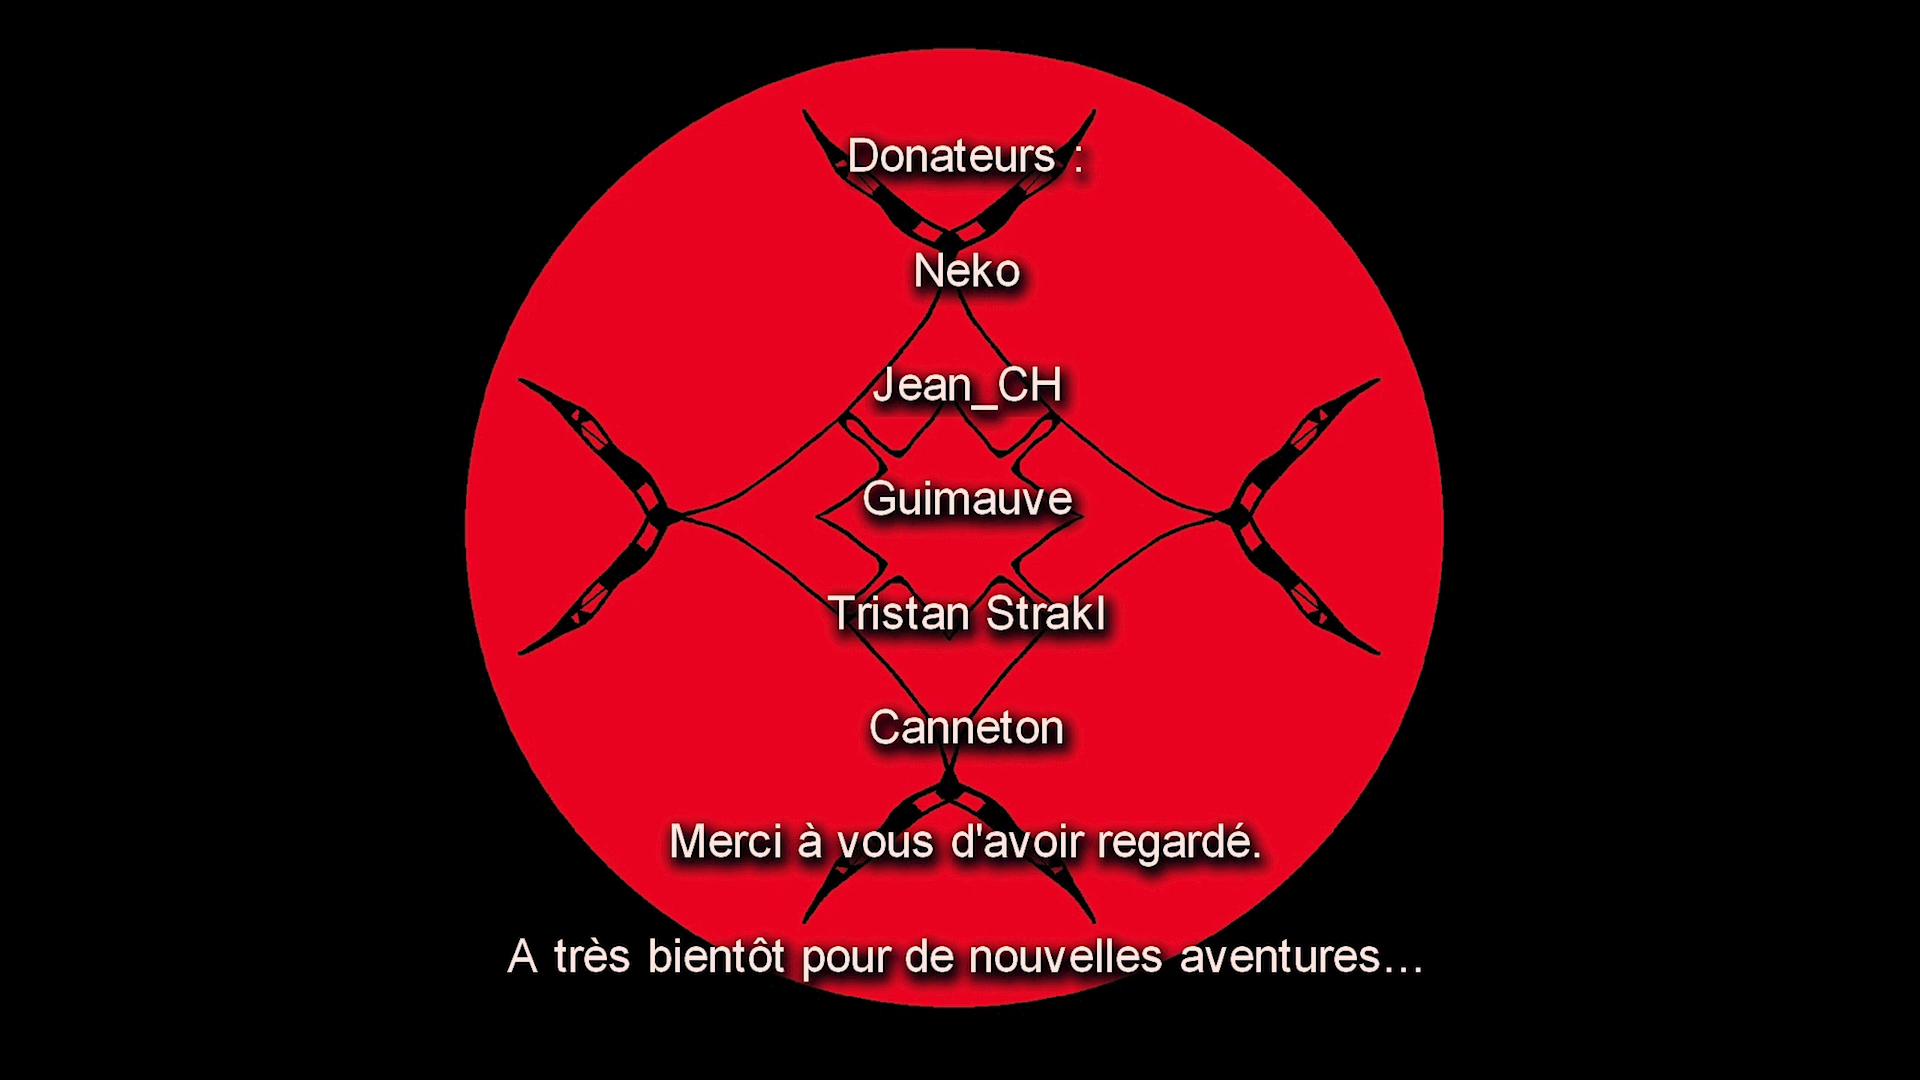 Donateurs :
Neko
Jean_CH
Guimauve
Tristan Strakl
Canneton
Merci à vous d'avoir regardé.
A très bientôt pour de nouvelles aventures...